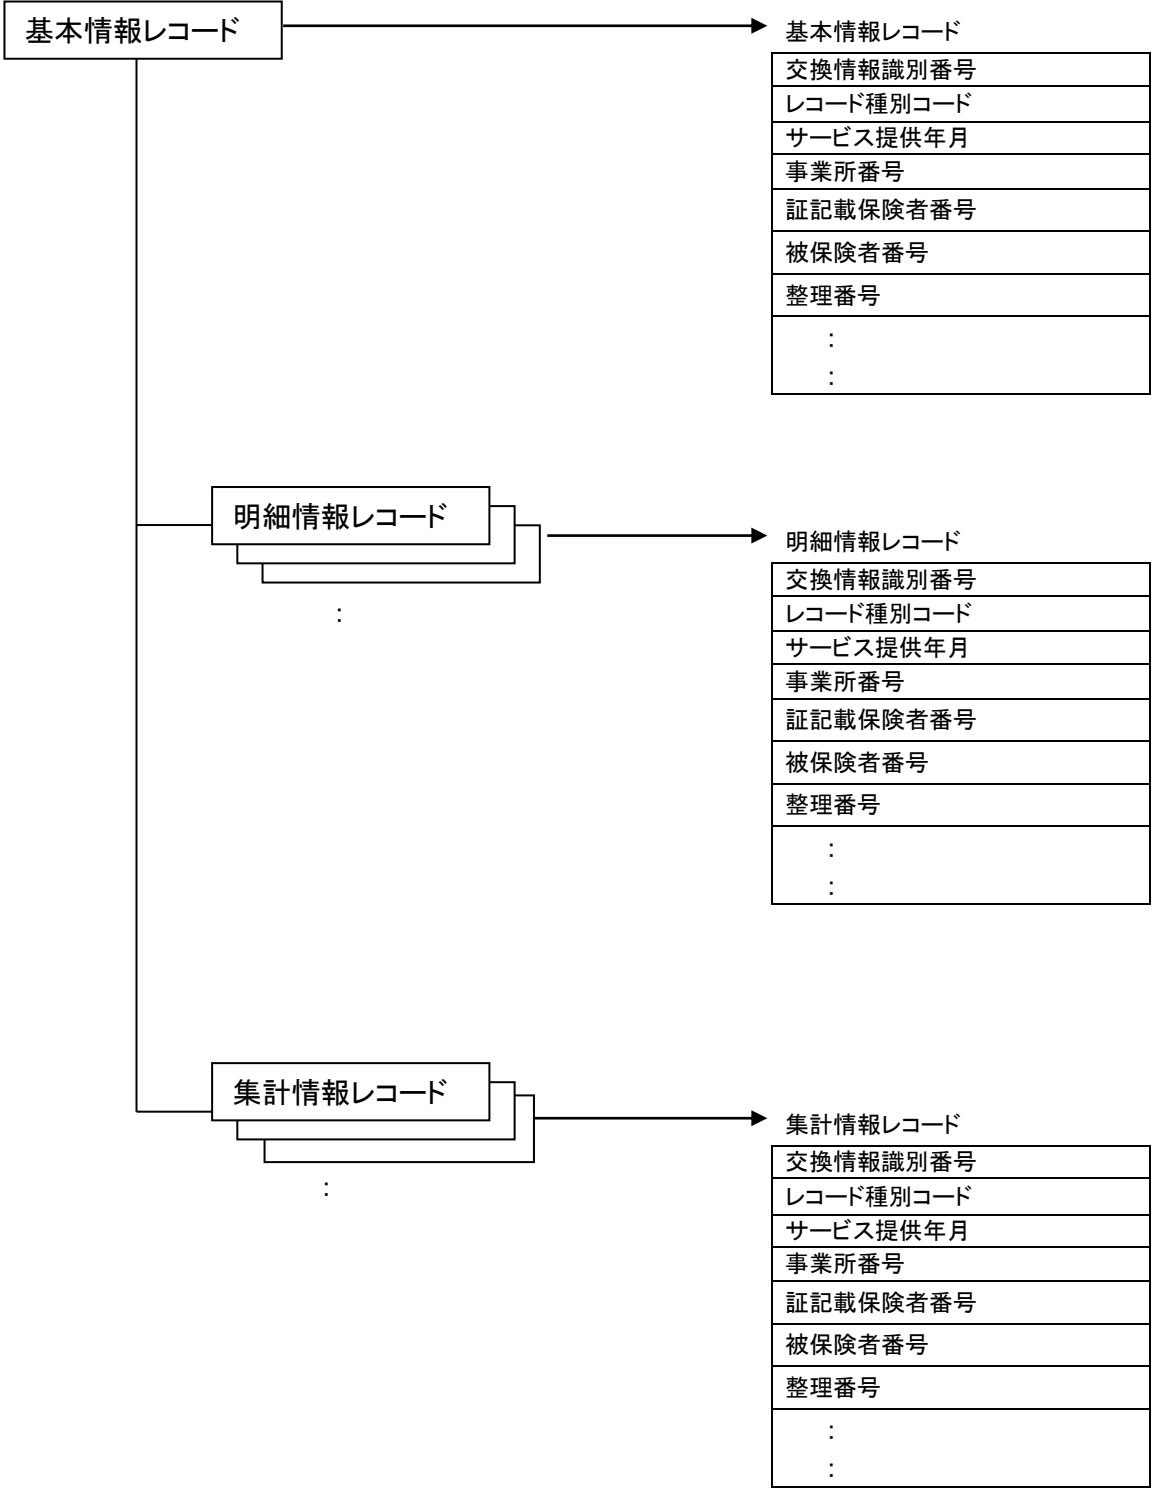 基本情報レコード
基本情報レコード
交換情報識別番号
レコード種別コード
サービス提供年月
事業所番号
証記載保険者番号
被保険者番号
整理番号
:
:
明細情報レコード
:
明細情報レコード
交換情報識別番号
レコード種別コード
サービス提供年月
事業所番号
証記載保険者番号
被保険者番号
整理番号
:
:
集計情報レコード
:
集計情報レコード
交換情報識別番号
レコード種別コード
サービス提供年月
事業所番号
証記載保険者番号
被保険者番号
整理番号
:
: